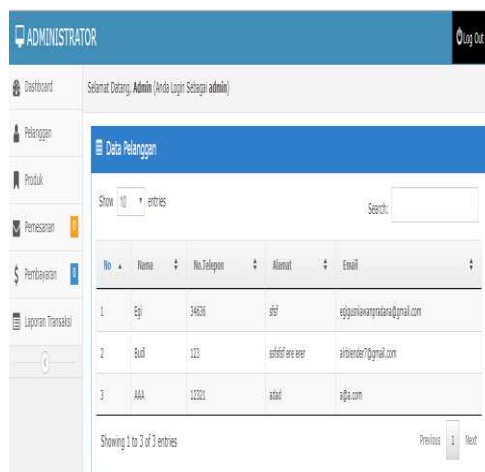 ADMINISTRATOR
Log Out
Dashboard
Selamat Datang, Admin (Anda Login Sebagai admin)
Pelanggan
Data Pelanggan
Produk
Show 10 entries
Search:
Pemesanan 0
Pembayaran 0
Laporan Transaksi
No Nama No.Telepon Alamat Email
1 Egi 34636 sfsf egigusniawanpradana@gmail.com
2 Budi 123 ere erer airblender7@gmail.com
3 AAA 12321 adad a@a.com
Showing 1 to 3 of 3 entries
Previous 1 Next